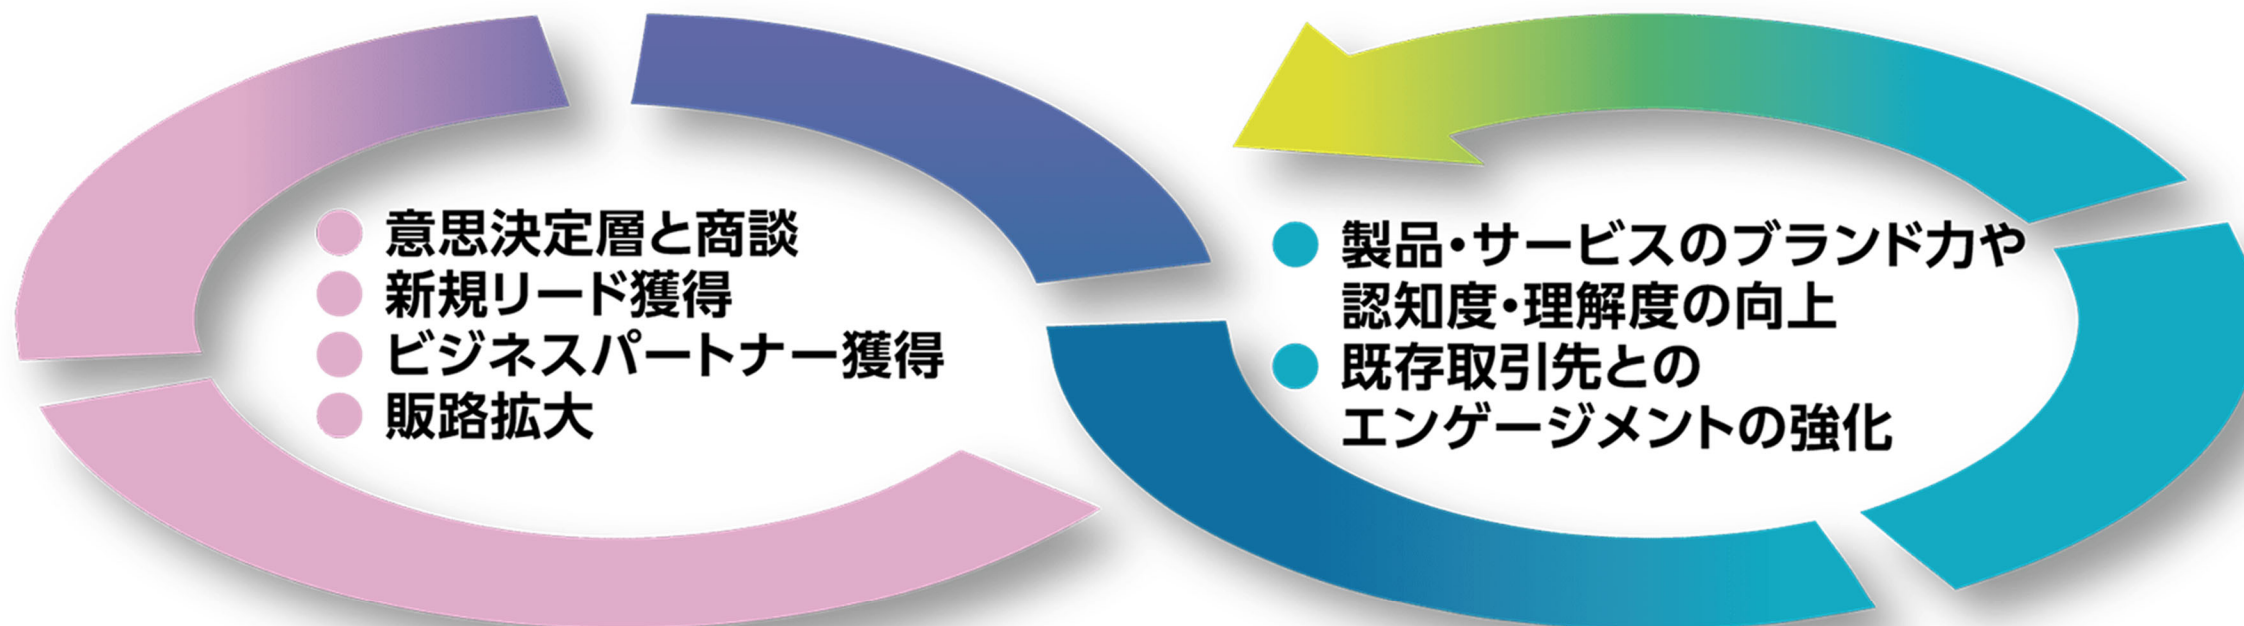 意思決定層と商談
新規リード獲得
ビジネスパートナー獲得
販路拡大
製品・サービスのブランド力や
認知度・理解度の向上
既存取引先との
エンゲージメントの強化